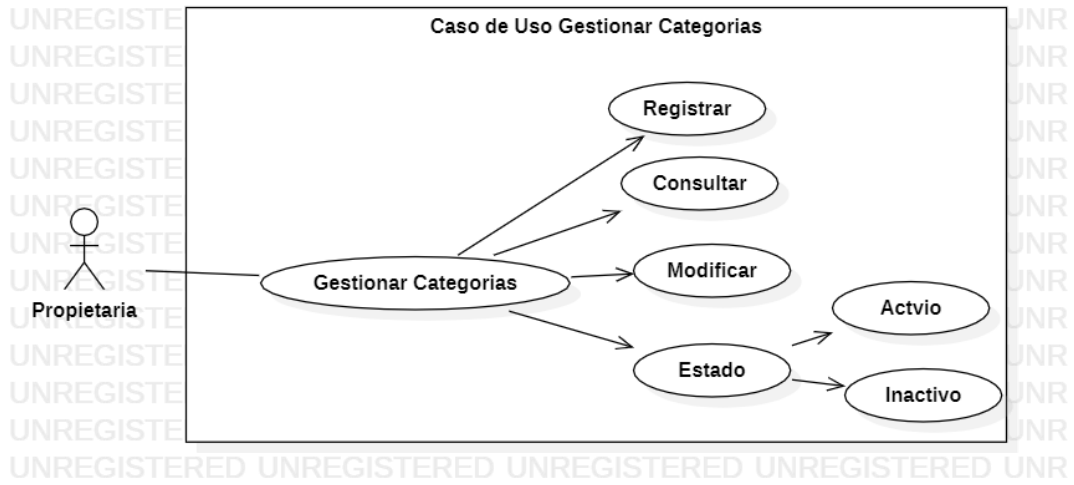 UNREGISTERED UNREGISTERED UNREGISTERED UNREGISTERED UNR
Caso de Uso Gestionar Categorias
Registrar
Consultar
Modificar
Gestionar Categorias
Propietaria
Actvio
Estado
Inactivo